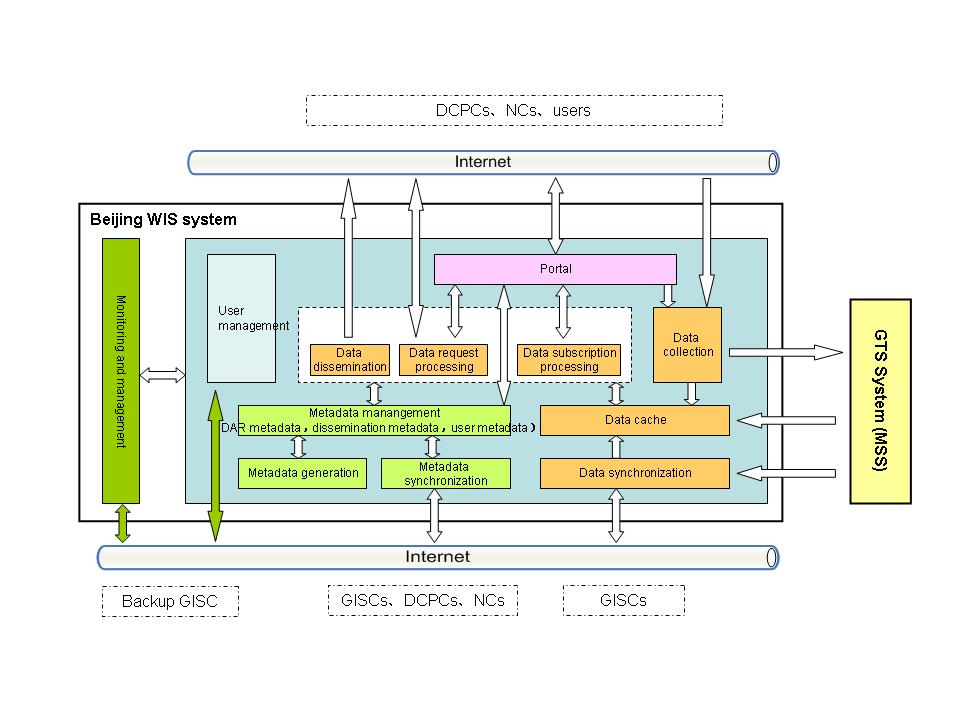 DCPCs、NCs、users
Internet
Beijing WIS system
Portal
User
management
Monitoring and management
Data
dissemination
Data request
processing
Data subscription
processing
Data
collection
GTS System (MSS)
Metadata manangement
DAR metadata，dissemination metadata，user metadata）
Data cache
Metadata generation
Metadata
synchronization
Data synchronization
Internet
Backup GISC
GISCs、DCPCs、NCs
GISCs